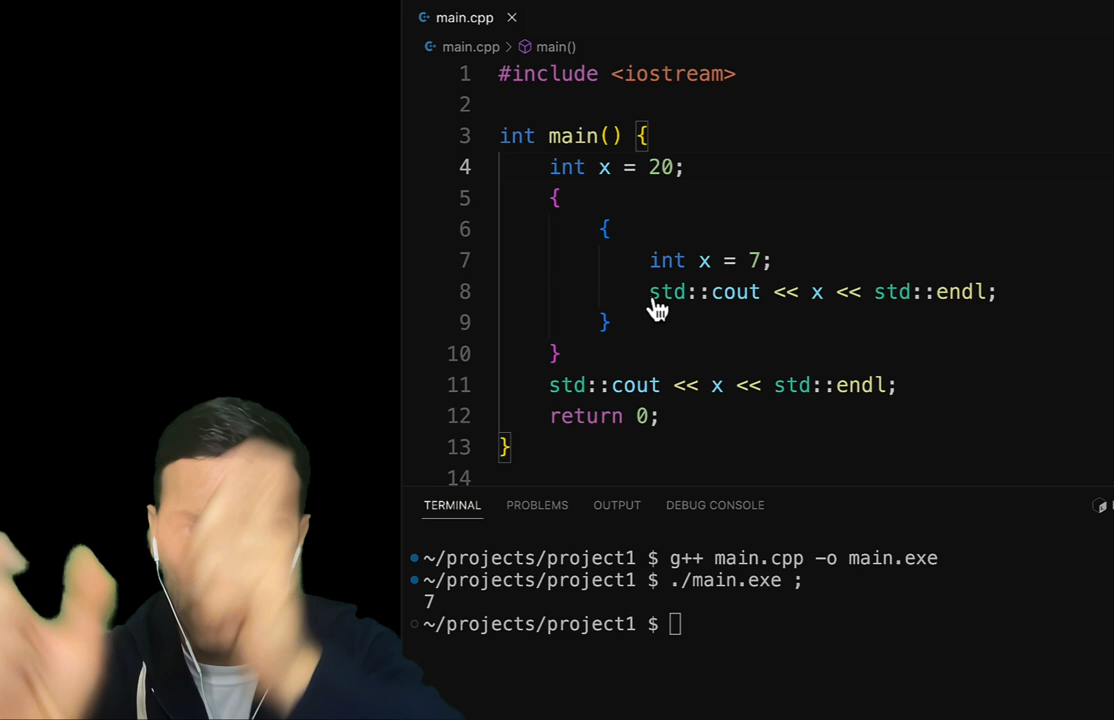 main.cpp
main.cpp > main()
1 #include <iostream>
2
3 int main() {
4 int x = 20;
5 {
6 {
7 int x = 7;
8 std::cout << x << std::endl;
9 }
10 }
11 std::cout << x << std::endl;
12 return 0;
13 }
14
TERMINAL PROBLEMS OUTPUT DEBUG CONSOLE
~/projects/project1 $ g++ main.cpp -o main.exe
~/projects/project1 $ ./main.exe ;
7
~/projects/project1 $